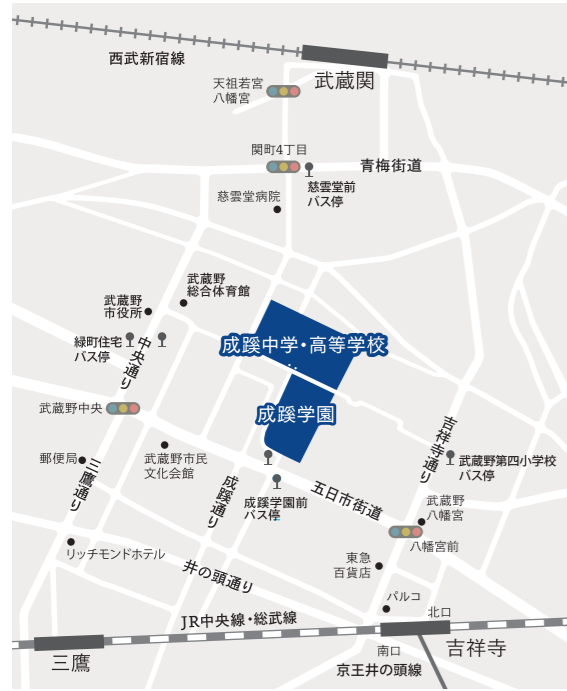 西武新宿線
武蔵関
天祖若宮
八幡宮
関町4丁目
青梅街道
慈雲堂前
バス停
慈雲堂病院
武蔵野
総合体育館
武蔵野
市役所
緑町住宅
バス停
中央通り
成蹊中学・高等学校
成蹊学園
武蔵野中央
吉祥寺通り
郵便局
武蔵野市民
文化会館
武蔵野第四小学校
バス停
三鷹通り
成蹊通り
成蹊学園前
バス停
五日市街道
武蔵野
八幡宮
八幡宮前
リッチモンドホテル
東急
百貨店
井の頭通り
パルコ
北口
JR中央線・総武線
三鷹
吉祥寺
南口
京王井の頭線